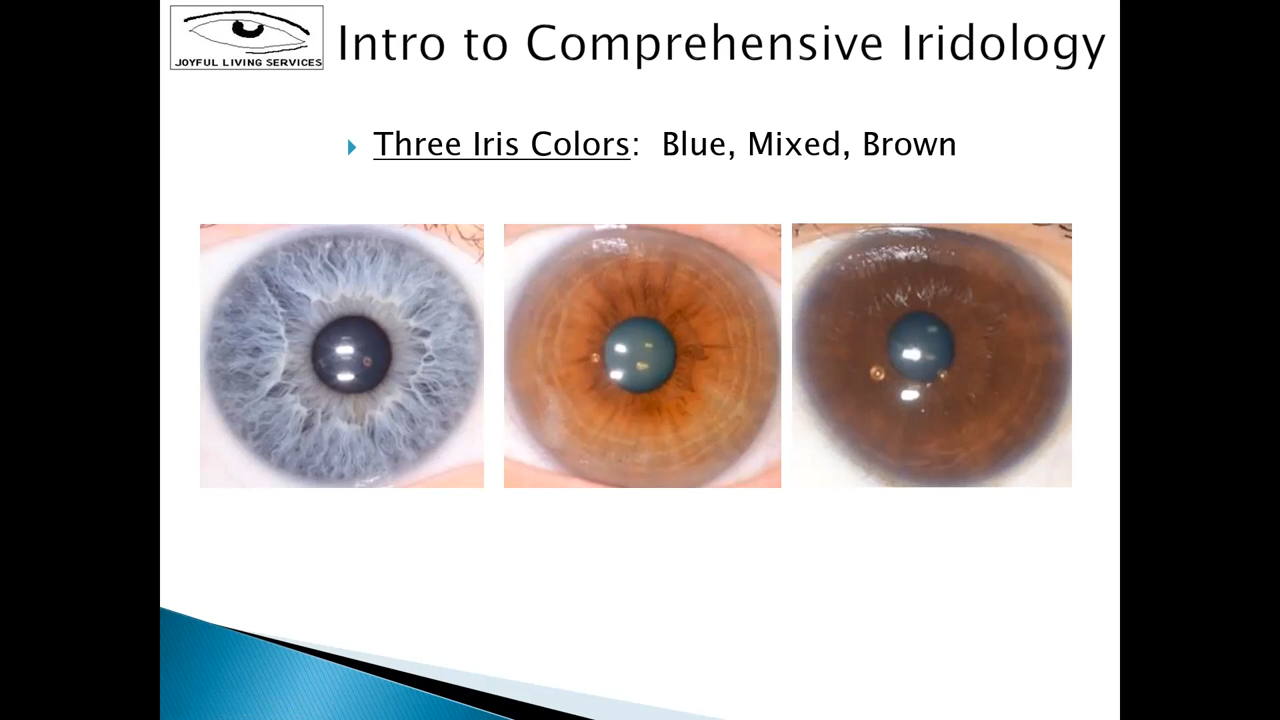 JOYFUL LIVING SERVICES
Intro to Comprehensive Iridology
Three Iris Colors: Blue, Mixed, Brown